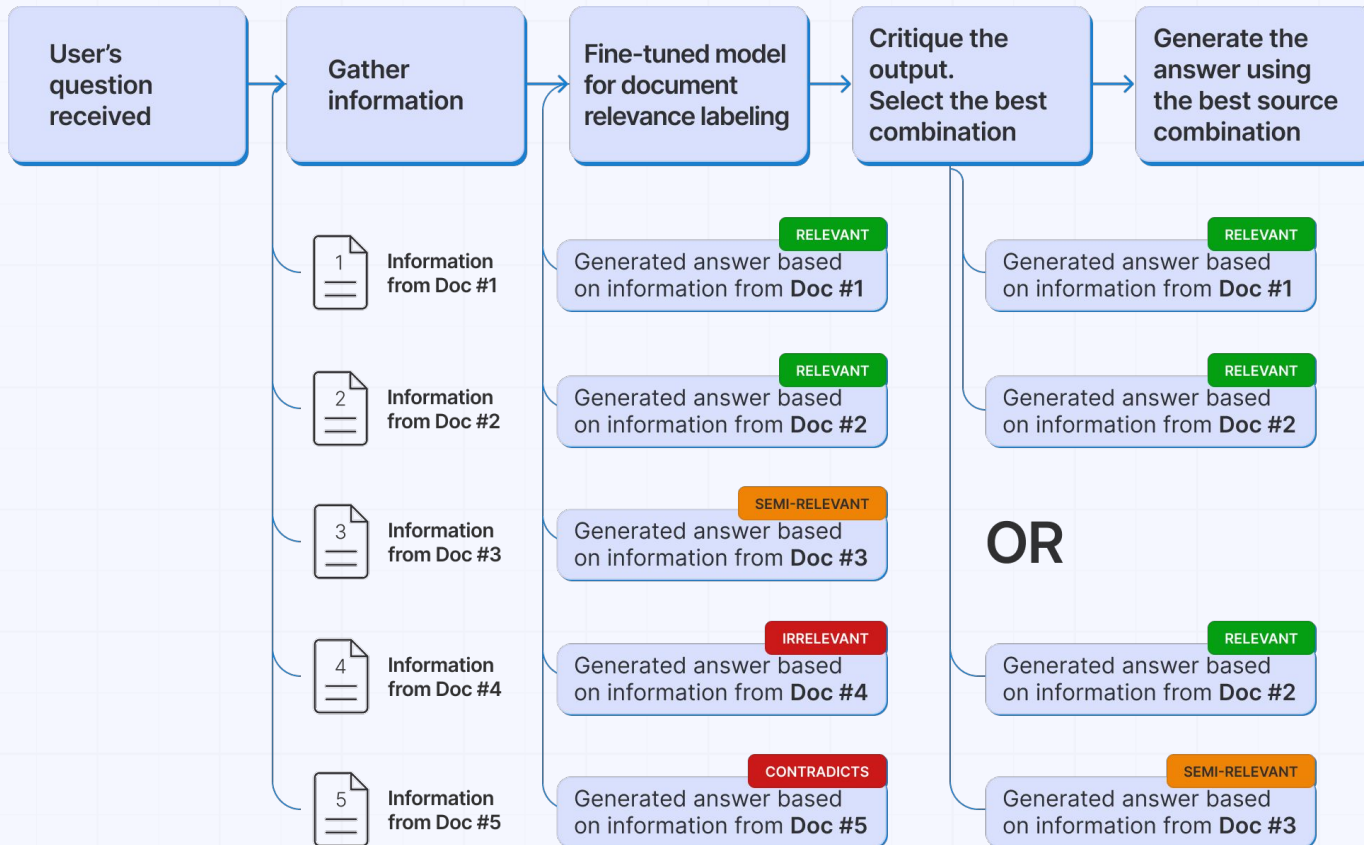 User's
question
received
Gather
information
Fine-tuned model
for document
relevance labeling
Critique the
output.
Select the best
combination
Generate the
answer using
the best source
combination
1
Information
from Doc #1
2
Information
from Doc #2
3
Information
from Doc #3
4
Information
from Doc #4
5
Information
from Doc #5
RELEVANT
Generated answer based
on information from Doc #1
RELEVANT
Generated answer based
on information from Doc #2
SEMI-RELEVANT
Generated answer based
on information from Doc #3
IRRELEVANT
Generated answer based
on information from Doc #4
CONTRADICTS
Generated answer based
on information from Doc #5
RELEVANT
Generated answer based
on information from Doc #1
RELEVANT
Generated answer based
on information from Doc #2
OR
RELEVANT
Generated answer based
on information from Doc #2
SEMI-RELEVANT
Generated answer based
on information from Doc #3